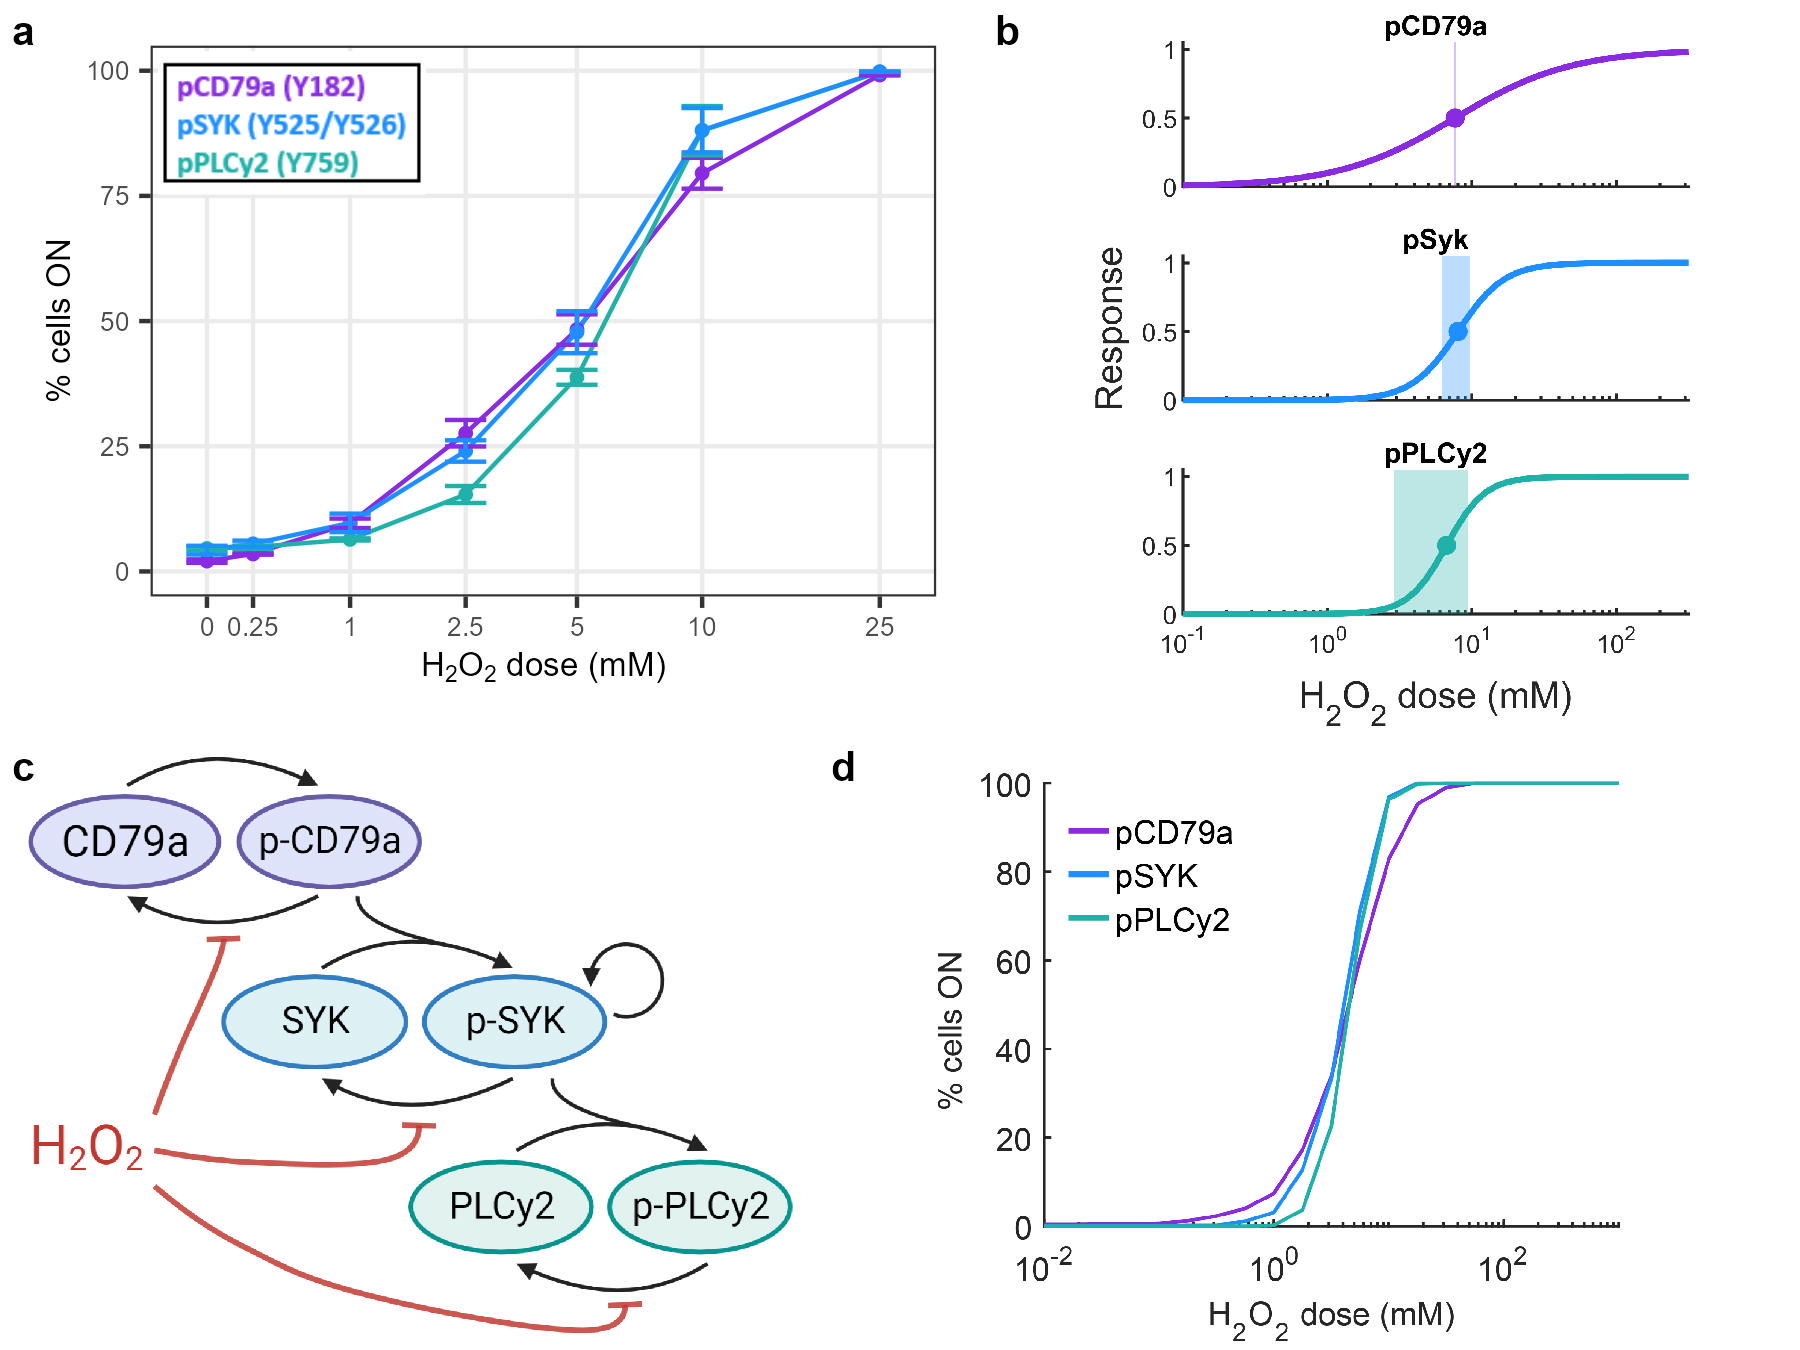 a
pCD79a (Y182)
pSYK (Y525/Y526)
pPLCy2 (Y759)
100
75
50
25
0
% cells ON
0 0.25 1 2.5 5 10 25
H₂O₂ dose (mM)
b
pCD79a
1
0.5
0
pSyk
1
0.5
0
pPLCy2
1
0.5
0
Response
10⁻¹ 10⁰ 10¹ 10²
H₂O₂ dose (mM)
c
CD79a p-CD79a
SYK p-SYK
H₂O₂
PLCy2 p-PLCy2
d
100
80
60
40
20
0
pCD79a
pSYK
pPLCy2
% cells ON
10⁻² 10⁰ 10²
H₂O₂ dose (mM)